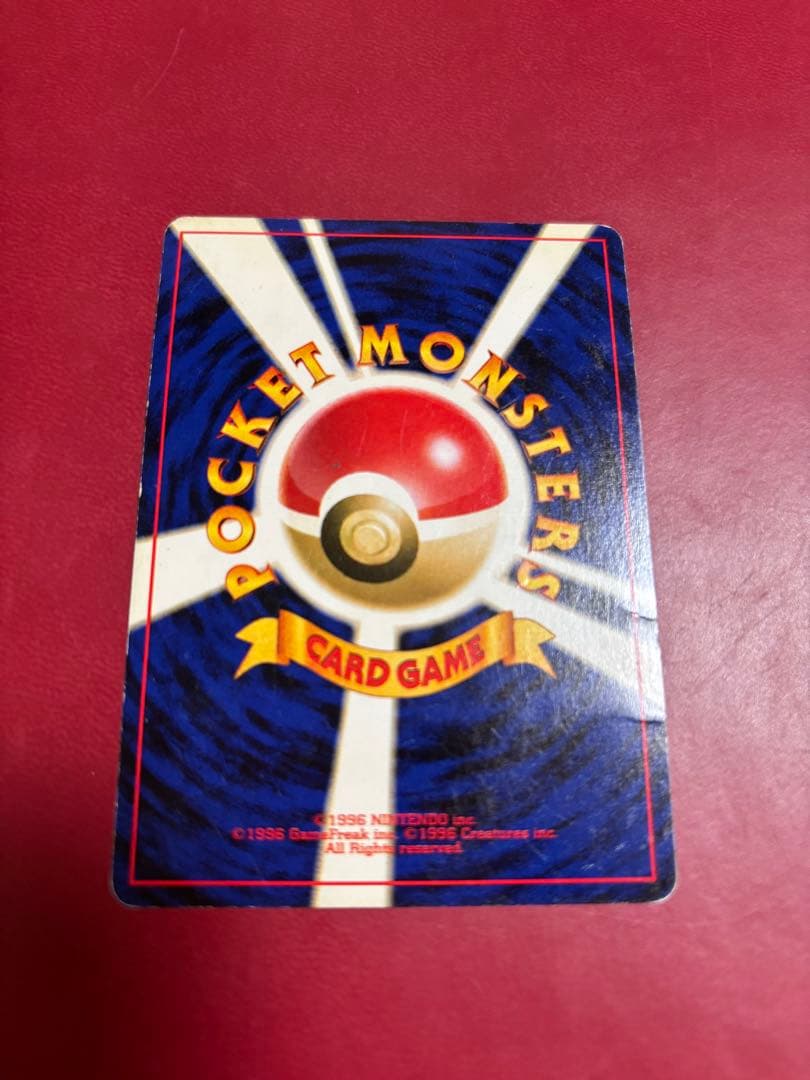 POCKET MONSTERS
CARD GAME
©1996 NINTENDO inc.
©1996 GameFreak inc. ©1996 Creatures inc.
All Rights reserved.